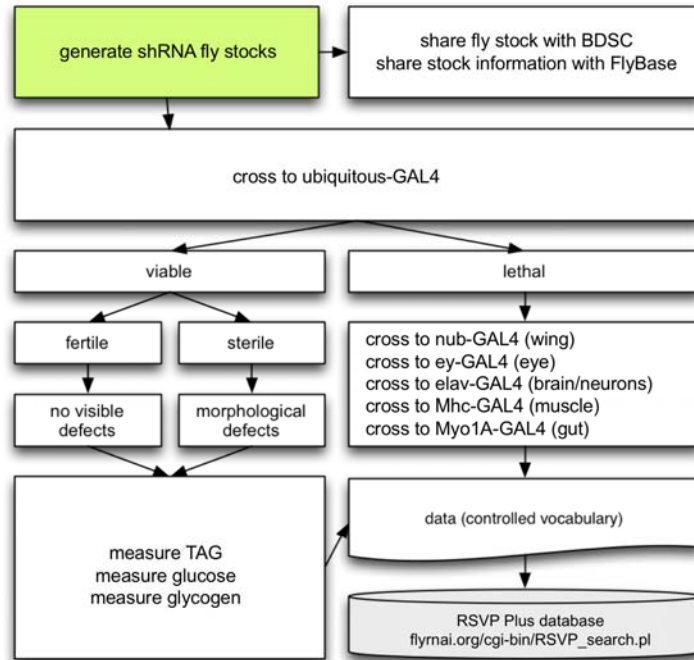 generate shRNA fly stocks
share fly stock with BDSC
share stock information with FlyBase
cross to ubiquitous-GAL4
viable
lethal
fertile
sterile
no visible
defects
morphological
defects
cross to nub-GAL4 (wing)
cross to ey-GAL4 (eye)
cross to elav-GAL4 (brain/neurons)
cross to Mhc-GAL4 (muscle)
cross to Myo1A-GAL4 (gut)
measure TAG
measure glucose
measure glycogen
data (controlled vocabulary)
RSVP Plus database
flyrnai.org/cgi-bin/RSVP_search.pl